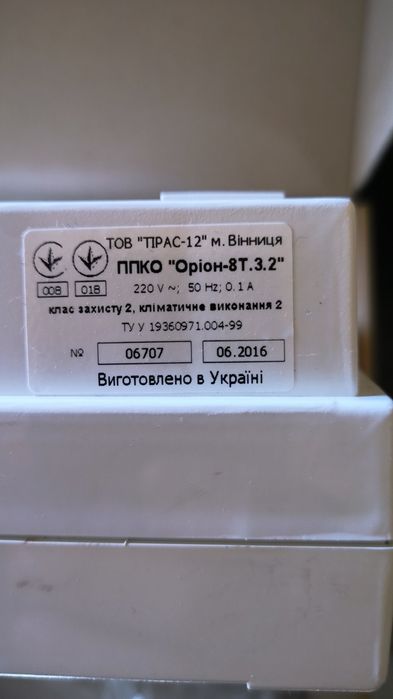 ТОВ "ТІРАС-12" м. Вінниця
ППКО "Оріон-8Т.3.2"
008 018 220 V ~; 50 Hz; 0.1 A
клас захисту 2, кліматичне виконання 2
ТУ У 19360971.004-99
№ 06707 06.2016
Виготовлено в Україні